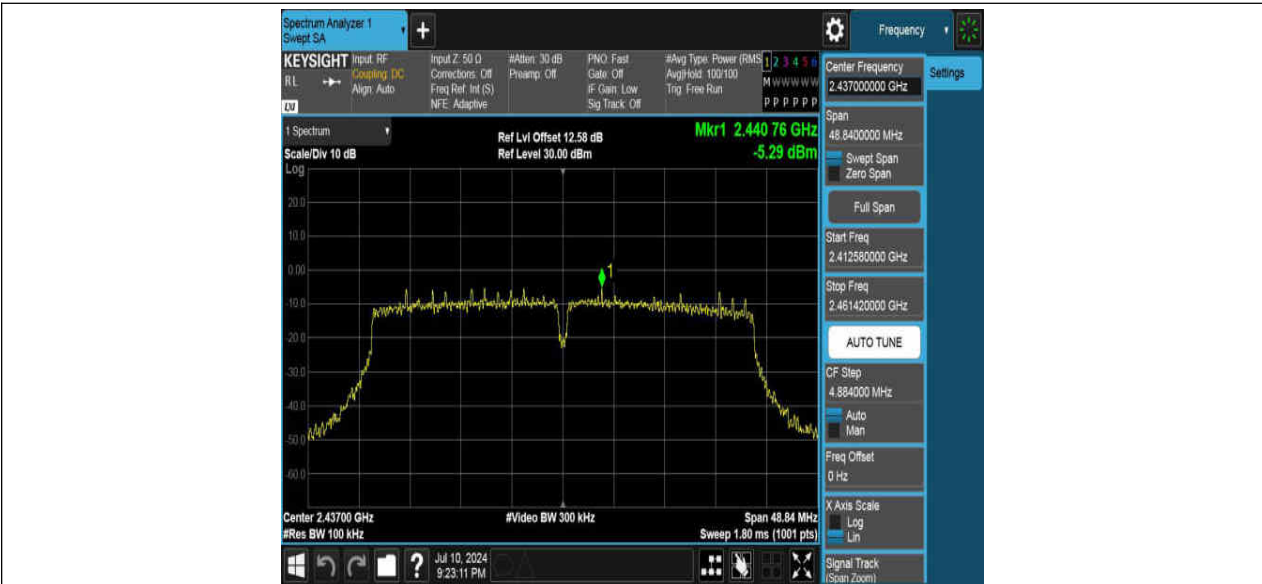 Spectrum Analyzer 1
Swept SA
+
Frequency
KEYSIGHT
RL
LXI
Input: RF
Coupling: DC
Align: Auto
Input Z: 50 Ω
Corrections: Off
Freq Ref: Int (S)
NFE: Adaptive
#Atten: 30 dB
Preamp: Off
PNO: Fast
Gate: Off
IF Gain: Low
Sig Track: Off
#Avg Type: Power (RMS
Avg|Hold: 100/100
Trig: Free Run
1 2 3 4 5 6
M W W W W W
P P P P P P
Center Frequency
2.437000000 GHz
Settings
Span
48.8400000 MHz
Swept Span
Zero Span
Full Span
Start Freq
2.412580000 GHz
Stop Freq
2.461420000 GHz
AUTO TUNE
CF Step
4.884000 MHz
Auto
Man
Freq Offset
0 Hz
X Axis Scale
Log
Lin
Signal Track
(Span Zoom)
1 Spectrum
Scale/Div 10 dB
Ref Lvl Offset 12.58 dB
Ref Level 30.00 dBm
Mkr1 2.440 76 GHz
-5.29 dBm
Log
20.0
10.0
0.00
-10.0
-20.0
-30.0
-40.0
-50.0
-60.0
1
Center 2.43700 GHz
#Res BW 100 kHz
#Video BW 300 kHz
Span 48.84 MHz
Sweep 1.80 ms (1001 pts)
?
Jul 10, 2024
9:23:11 PM